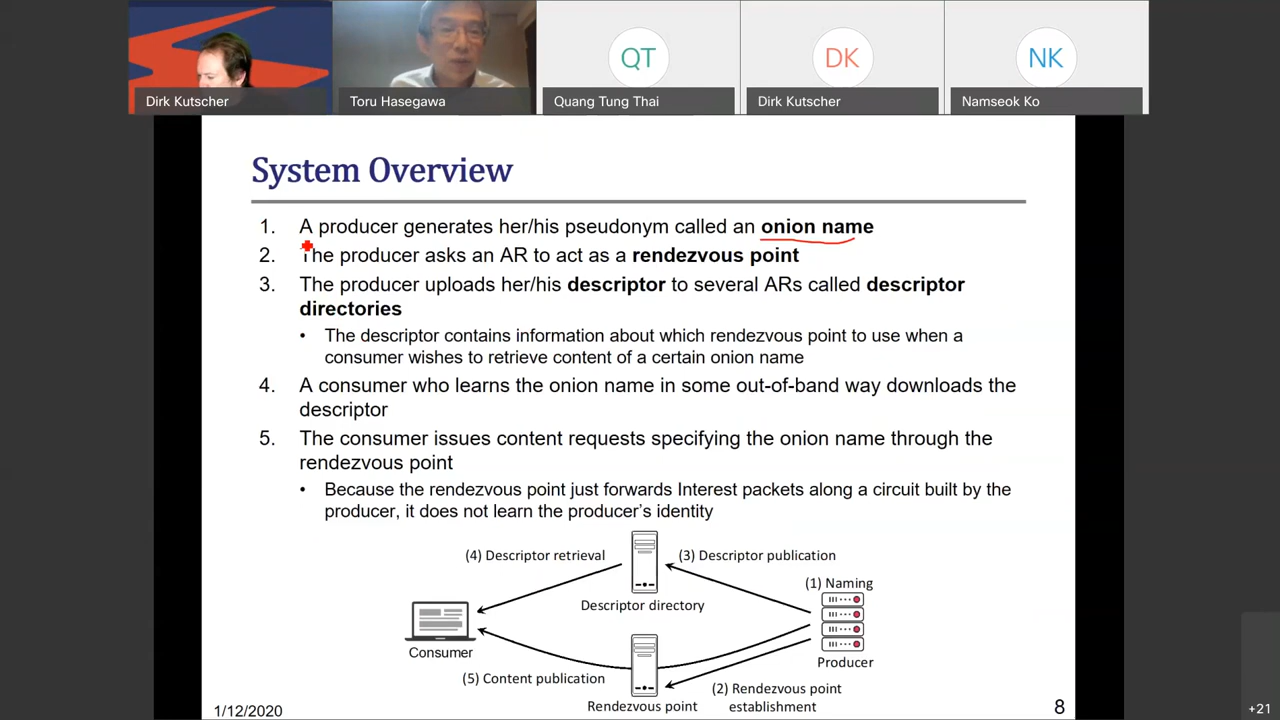 QT
DK
NK
Dirk Kutscher
Toru Hasegawa
Quang Tung Thai
Dirk Kutscher
Namseok Ko
System Overview
1. A producer generates her/his pseudonym called an onion name
2. The producer asks an AR to act as a rendezvous point
3. The producer uploads her/his descriptor to several ARs called descriptor
directories
• The descriptor contains information about which rendezvous point to use when a
consumer wishes to retrieve content of a certain onion name
4. A consumer who learns the onion name in some out-of-band way downloads the
descriptor
5. The consumer issues content requests specifying the onion name through the
rendezvous point
• Because the rendezvous point just forwards Interest packets along a circuit built by the
producer, it does not learn the producer's identity
(4) Descriptor retrieval
(3) Descriptor publication
(1) Naming
Descriptor directory
Consumer
Producer
(5) Content publication
(2) Rendezvous point
establishment
Rendezvous point
1/12/2020
8
+21